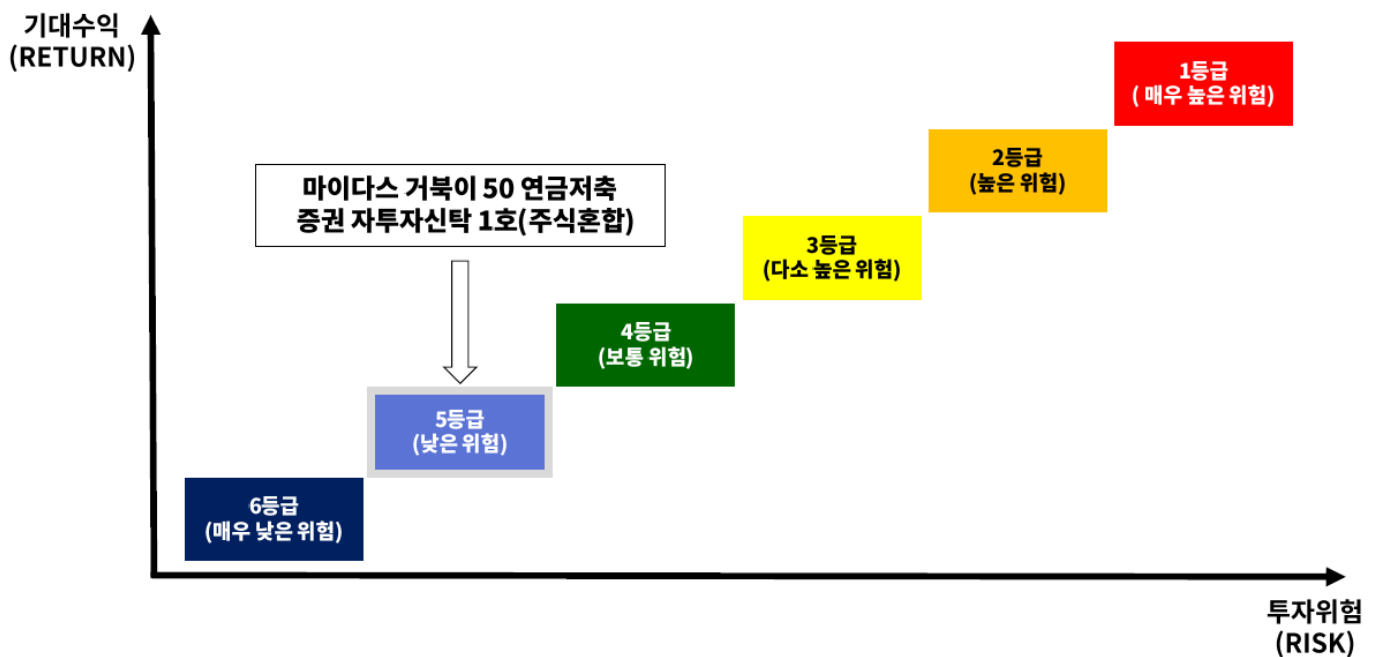 기대수익
(RETURN)
1등급
( 매우 높은 위험)
2등급
(높은 위험)
마이다스 거북이 50 연금저축
증권 자투자신탁 1호(주식혼합)
3등급
(다소 높은 위험)
4등급
(보통 위험)
5등급
(낮은 위험)
6등급
(매우 낮은 위험)
투자위험
(RISK)